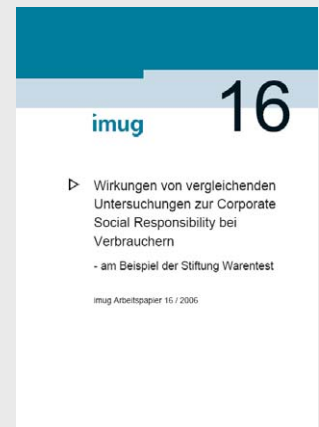 16
imug
Wirkungen von vergleichenden
Untersuchungen zur Corporate
Social Responsibility bei
Verbrauchern
- am Beispiel der Stiftung Warentest
imug Arbeitspapier 16 / 2006